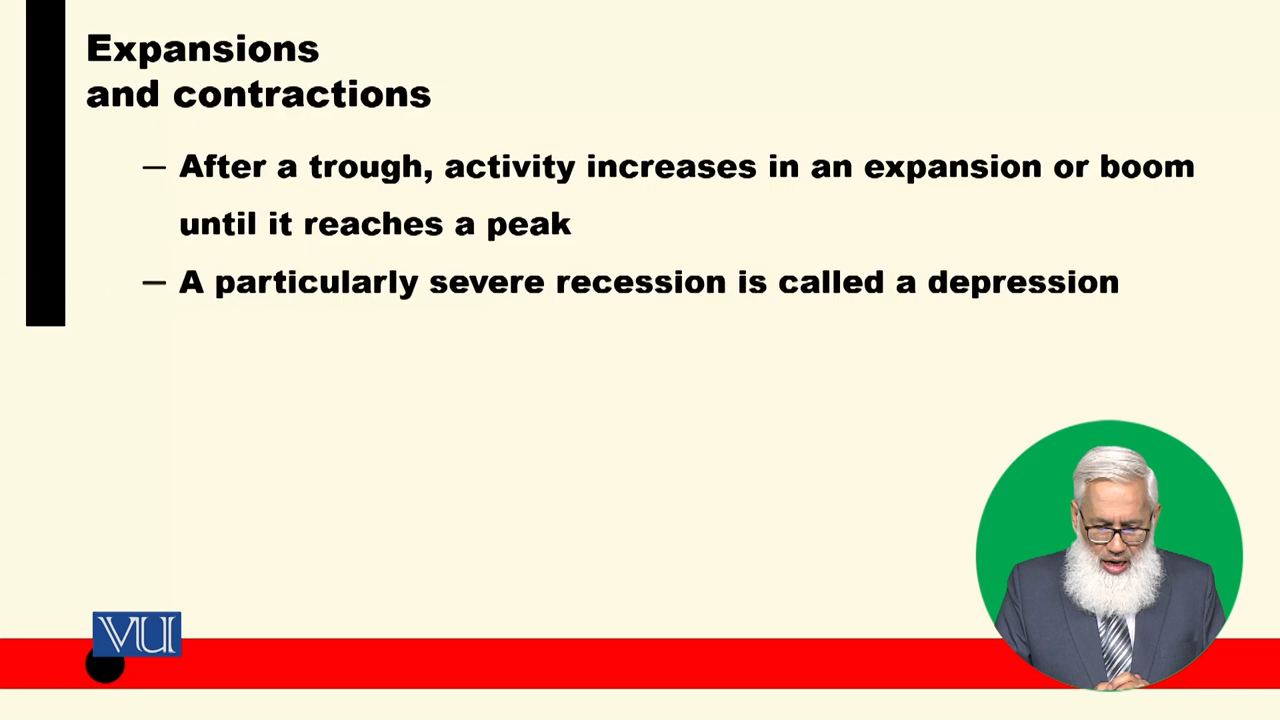 Expansions
and contractions
— After a trough, activity increases in an expansion or boom
until it reaches a peak
— A particularly severe recession is called a depression
VU